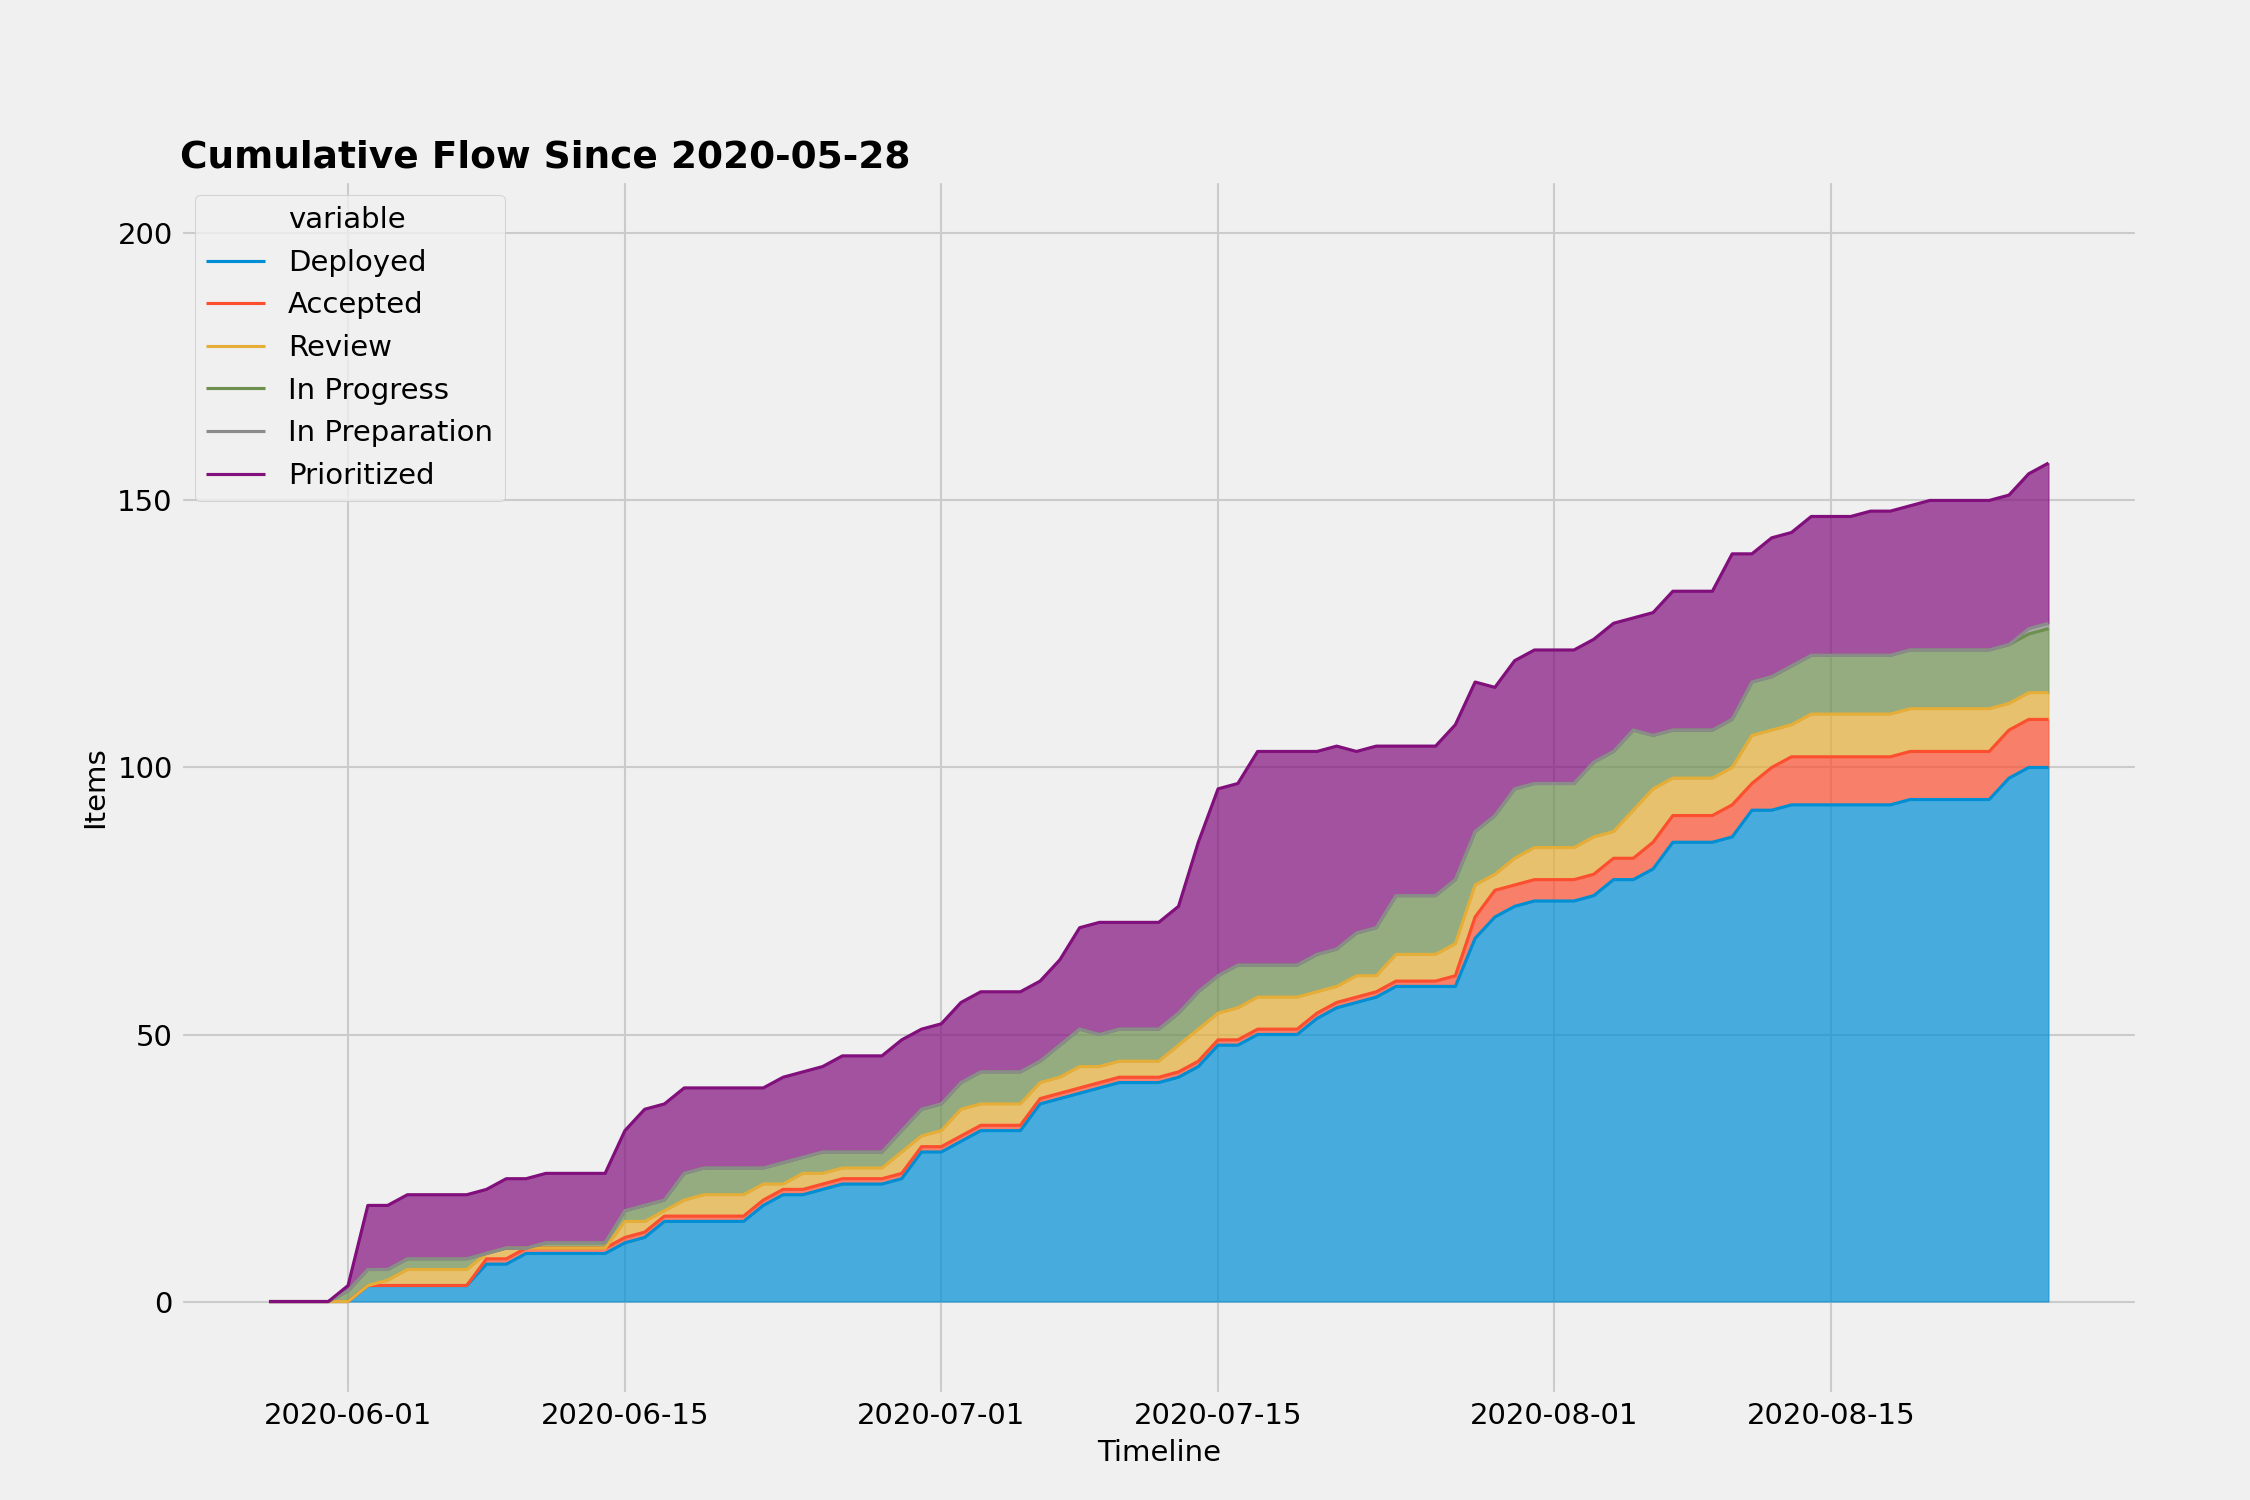 Cumulative Flow Since 2020-05-28
variable
Deployed
Accepted
Review
In Progress
In Preparation
Prioritized
200
150
100
50
0
Items
2020-06-01
2020-06-15
2020-07-01
2020-07-15
2020-08-01
2020-08-15
Timeline